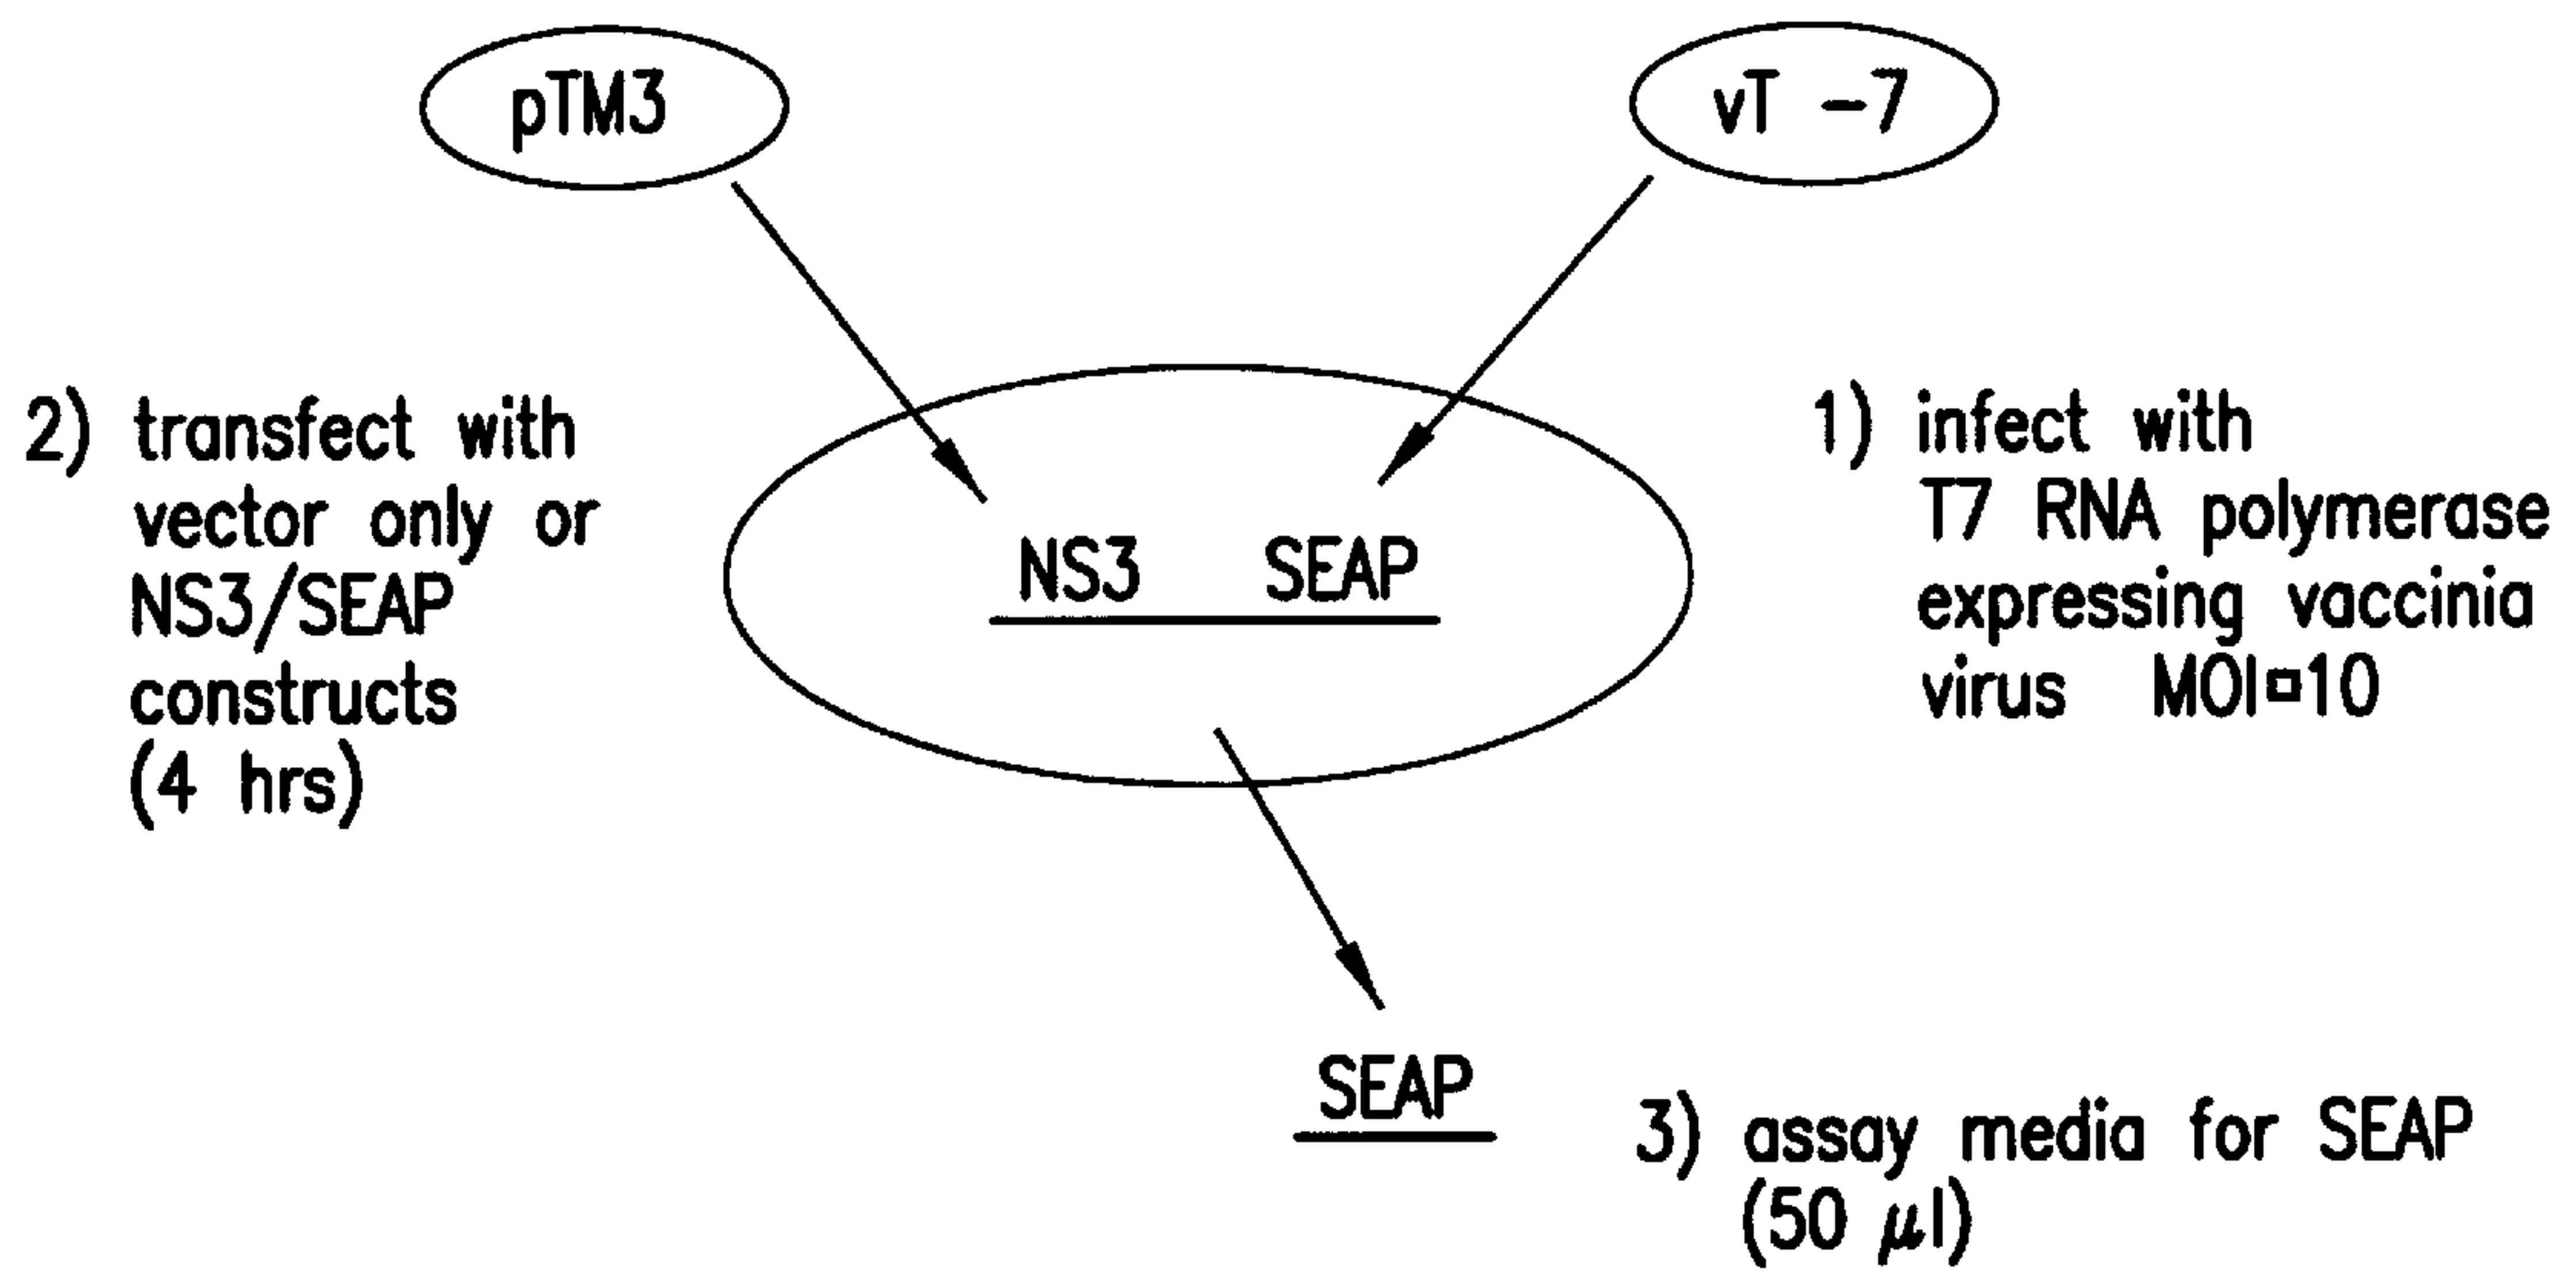 pTM3
vT -7
2) transfect with
vector only or
NS3/SEAP
constructs
(4 hrs)
NS3 SEAP
1) infect with
T7 RNA polymerase
expressing vaccinia
virus MOI□10
SEAP
3) assay media for SEAP
(50 µl)